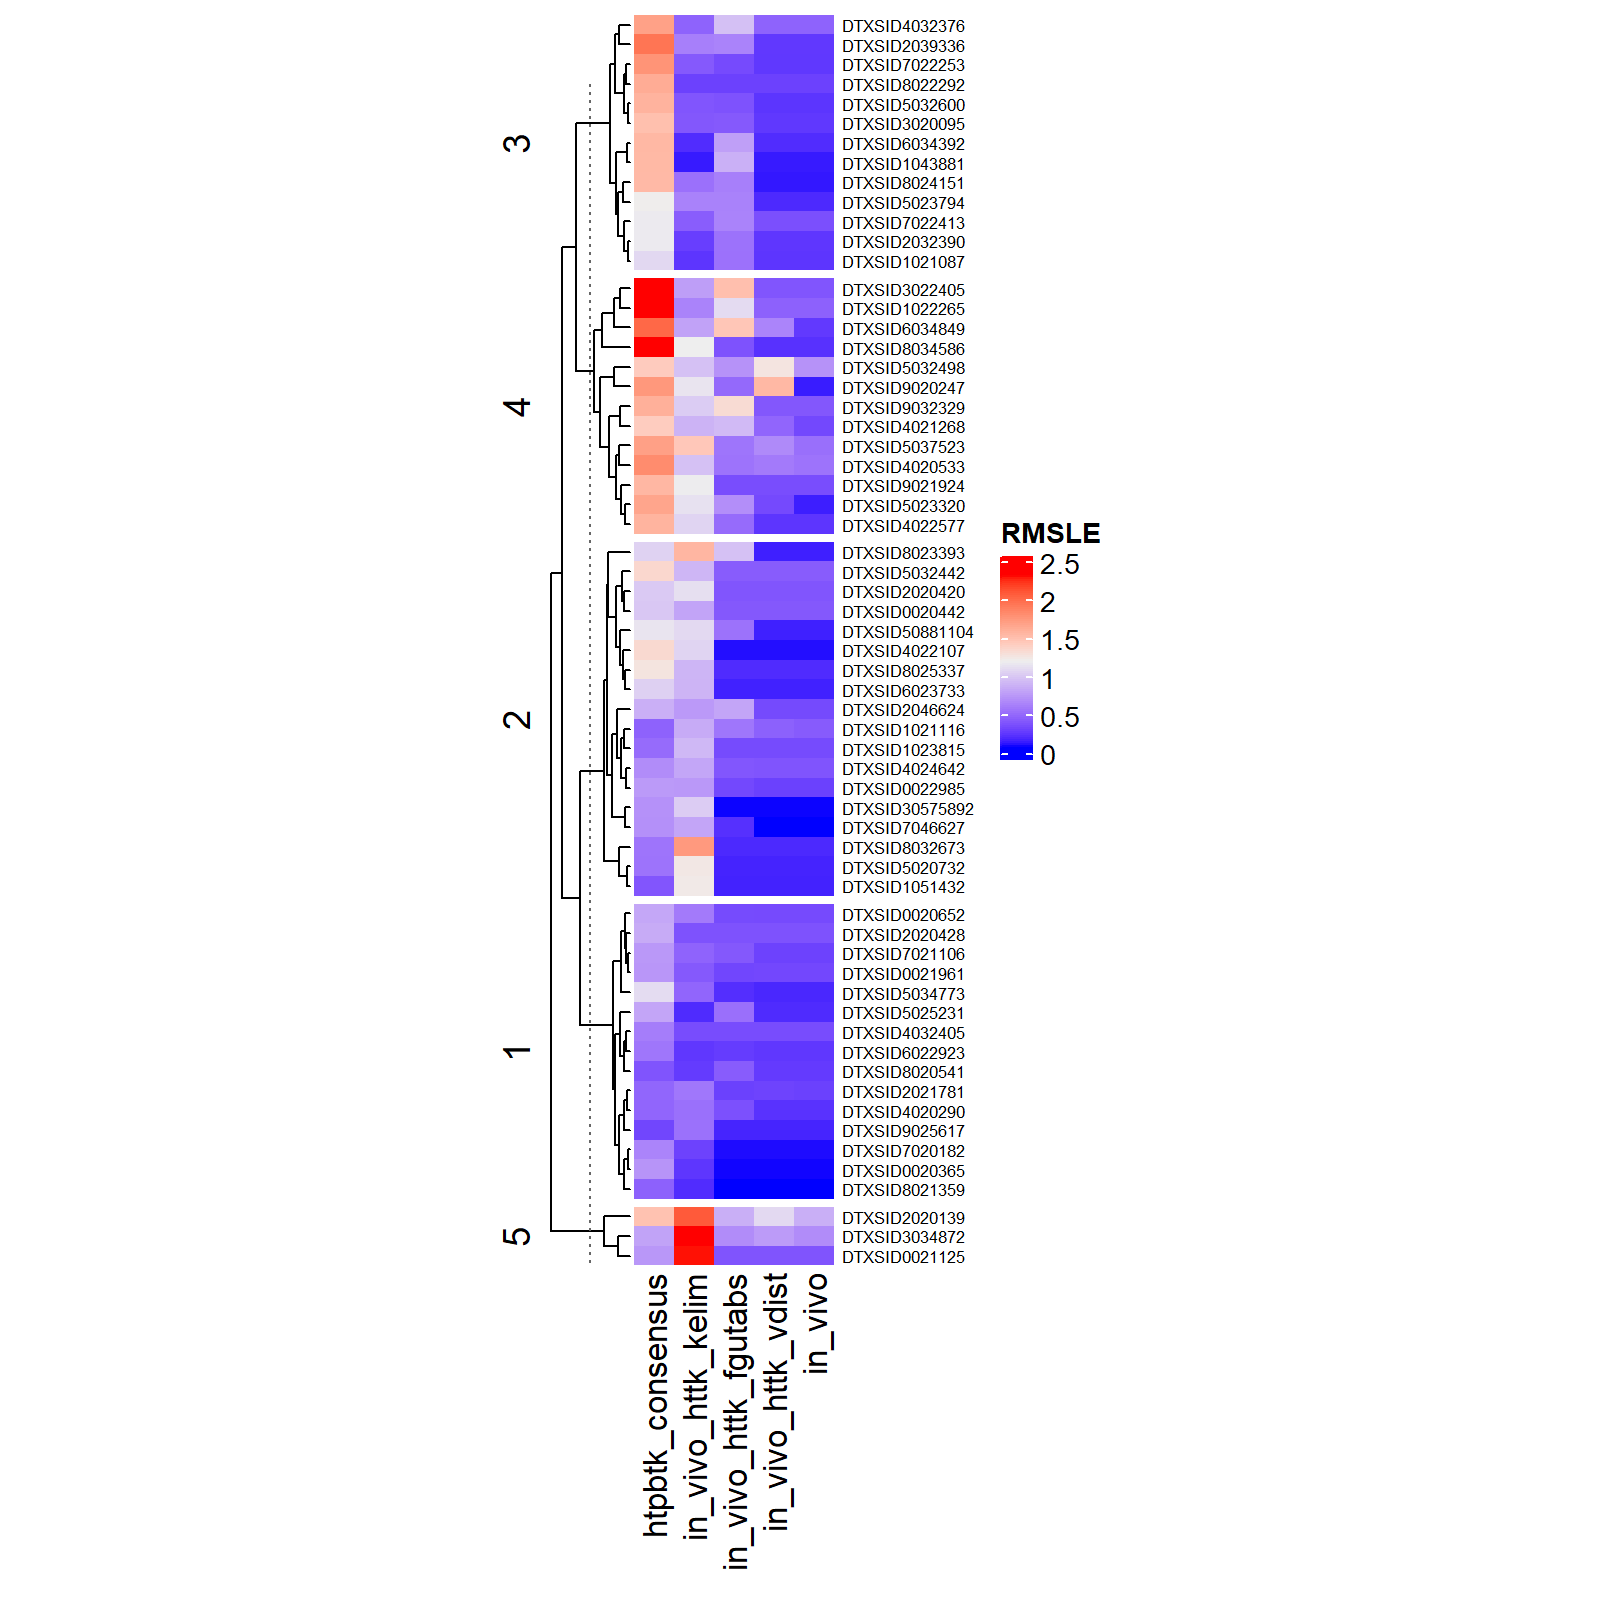 3
DTXSID4032376
DTXSID2039336
DTXSID7022253
DTXSID8022292
DTXSID5032600
DTXSID3020095
DTXSID6034392
DTXSID1043881
DTXSID8024151
DTXSID5023794
DTXSID7022413
DTXSID2032390
DTXSID1021087
4
DTXSID3022405
DTXSID1022265
DTXSID6034849
DTXSID8034586
DTXSID5032498
DTXSID9020247
DTXSID9032329
DTXSID4021268
DTXSID5037523
DTXSID4020533
DTXSID9021924
DTXSID5023320
DTXSID4022577
2
DTXSID8023393
DTXSID5032442
DTXSID2020420
DTXSID0020442
DTXSID50881104
DTXSID4022107
DTXSID8025337
DTXSID6023733
DTXSID2046624
DTXSID1021116
DTXSID1023815
DTXSID4024642
DTXSID0022985
DTXSID30575892
DTXSID7046627
DTXSID8032673
DTXSID5020732
DTXSID1051432
1
DTXSID0020652
DTXSID2020428
DTXSID7021106
DTXSID0021961
DTXSID5034773
DTXSID5025231
DTXSID4032405
DTXSID6022923
DTXSID8020541
DTXSID2021781
DTXSID4020290
DTXSID9025617
DTXSID7020182
DTXSID0020365
DTXSID8021359
5
DTXSID2020139
DTXSID3034872
DTXSID0021125
htpbtk_consensus
in_vivo_httk_kelim
in_vivo_httk_fgutabs
in_vivo_httk_vdist
in_vivo
RMSLE
2.5
2
1.5
1
0.5
0